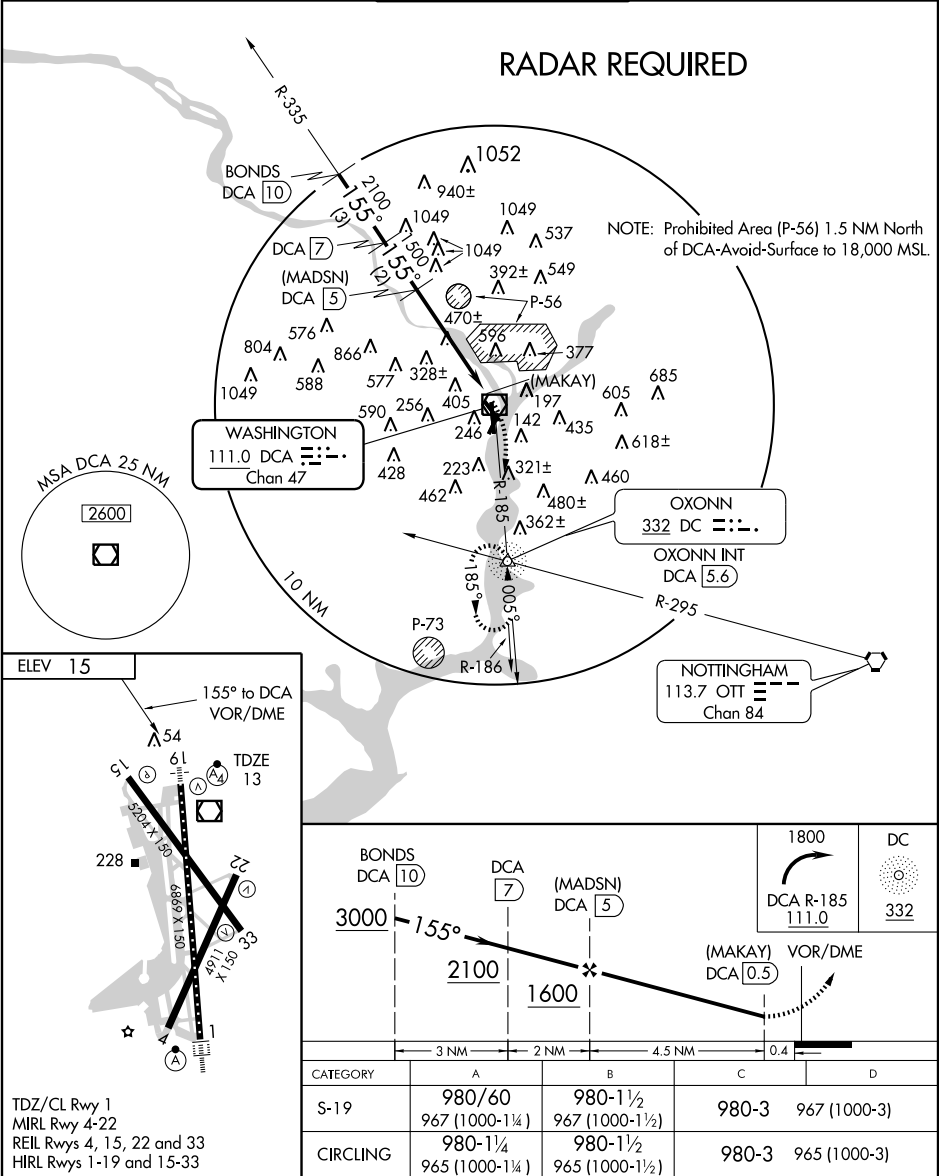 RADAR REQUIRED
R-335
BONDS
DCA 10
2100
155°
(3)
1052
940±
1049
1049
537
NOTE: Prohibited Area (P-56) 1.5 NM North
of DCA-Avoid-Surface to 18,000 MSL.
DCA 7
1500
155°
(2)
1049
392±
549
(MADSN)
DCA 5
P-56
470±
576
596
377
804
866
1049
588
577
328±
(MAKAY)
685
405
197
605
590
256
246
142
435
618±
WASHINGTON
111.0 DCA
Chan 47
428
223
321±
460
462
480±
R-185
362±
MSA DCA 25 NM
2600
OXONN
332 DC
OXONN INT
DCA 5.6
10 NM
185°
005°
R-295
P-73
R-186
NOTTINGHAM
113.7 OTT
Chan 84
ELEV 15
155° to DCA
VOR/DME
54
15
P
19
V
A4
TDZE
13
5204 X 150
228
6869 X 150
22
V
V
33
4911
X 150
4
1
A
TDZ/CL Rwy 1
MIRL Rwy 4-22
REIL Rwys 4, 15, 22 and 33
HIRL Rwys 1-19 and 15-33
BONDS
DCA 10
DCA
7
(MADSN)
DCA 5
1800
DCA R-185
111.0
DC
332
3000
155°
2100
1600
(MAKAY)
DCA 0.5
VOR/DME
3 NM
2 NM
4.5 NM
0.4
CATEGORY A B C D
S-19 980/60 980-1½ 980-3 967 (1000-3)
967 (1000-1¼) 967 (1000-1½)
CIRCLING 980-1¼ 980-1½ 980-3 965 (1000-3)
965 (1000-1¼) 965 (1000-1½)